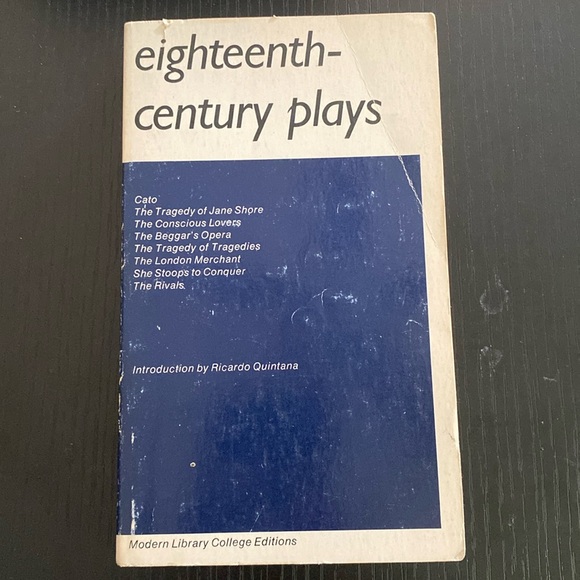 eighteenth-
century plays
Cato
The Tragedy of Jane Shore
The Conscious Lovers
The Beggar's Opera
The Tragedy of Tragedies
The London Merchant
She Stoops to Conquer
The Rivals
Introduction by Ricardo Quintana
Modern Library College Editions